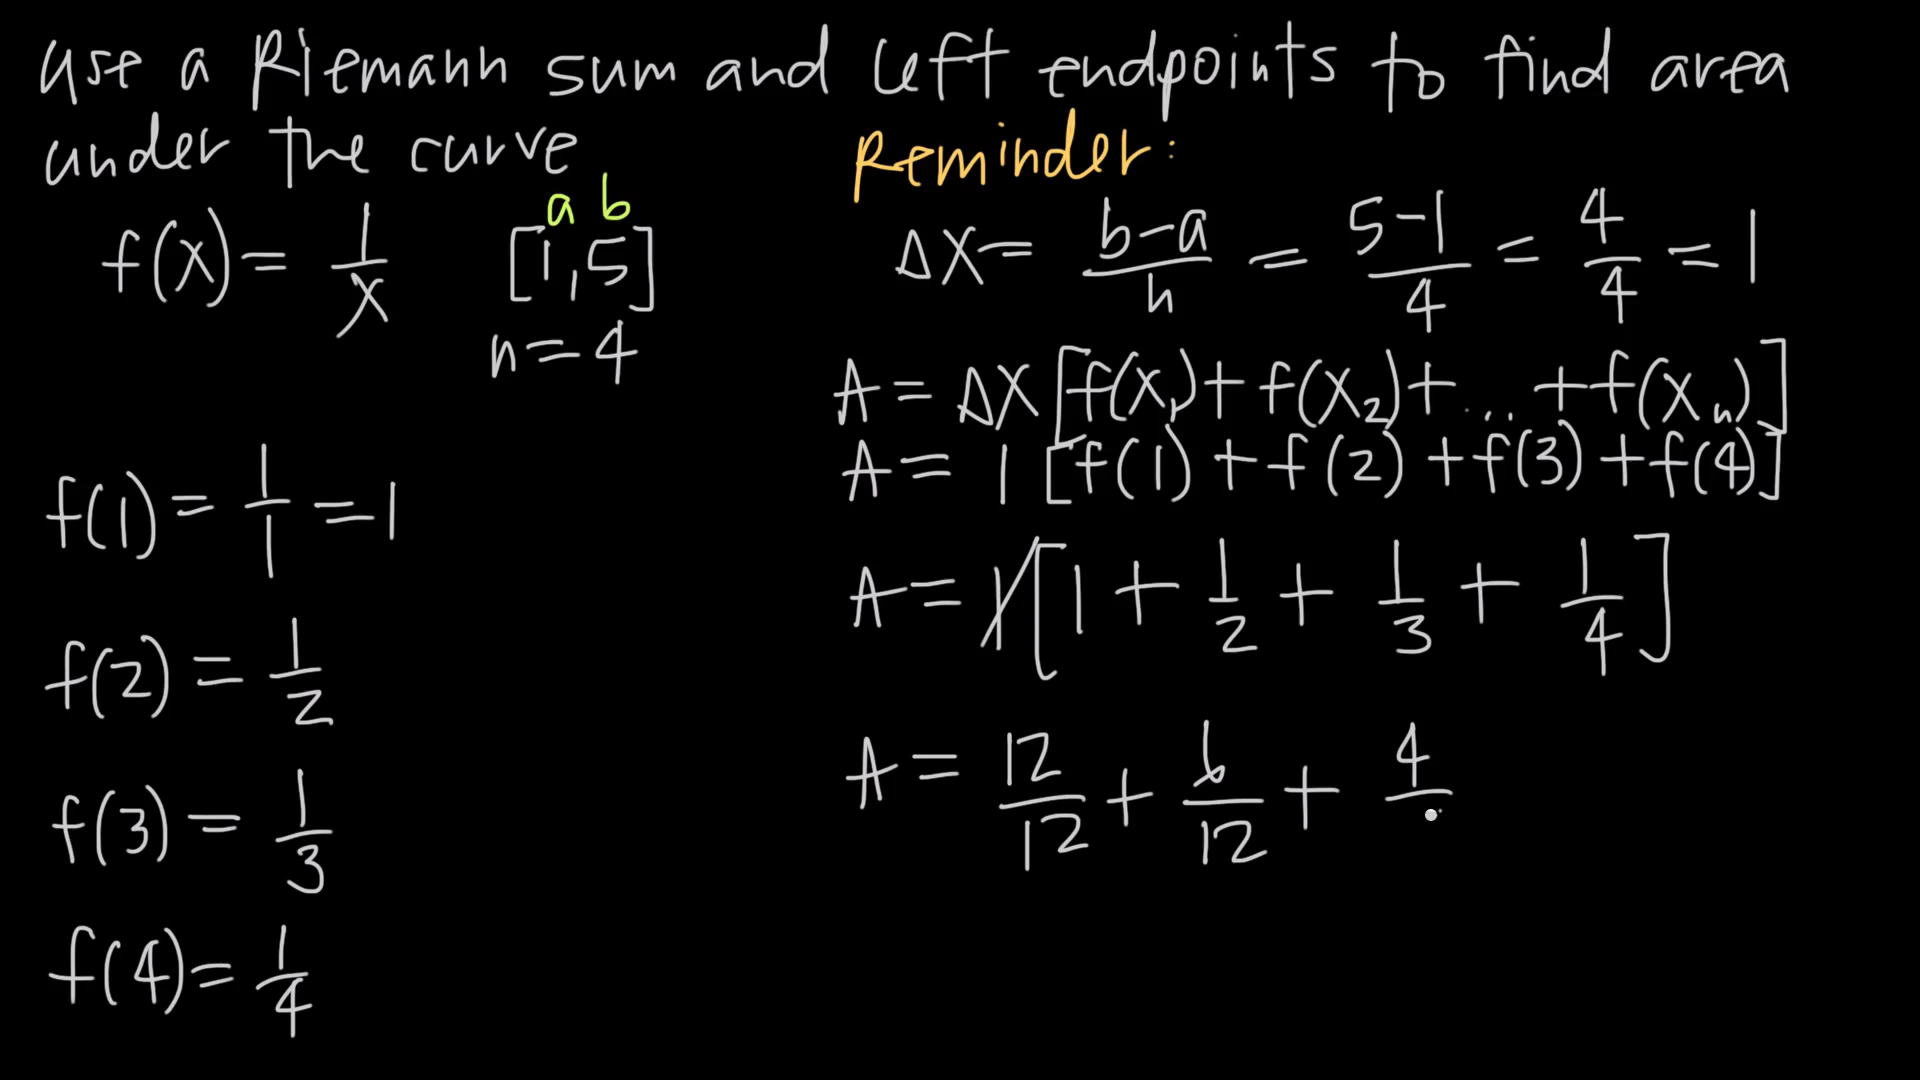 Use a Riemann sum and left endpoints to find area
under the curve
Reminder:
f(x) = 1/x
a b
[1,5]
n=4
Δx = (b-a)/n = (5-1)/4 = 4/4 = 1
A = Δx [f(x₁) + f(x₂) + ... + f(xₙ)]
A = 1 [f(1) + f(2) + f(3) + f(4)]
A = 1[1 + 1/2 + 1/3 + 1/4]
A = 12/12 + 6/12 + 4/
f(1) = 1/1 = 1
f(2) = 1/2
f(3) = 1/3
f(4) = 1/4